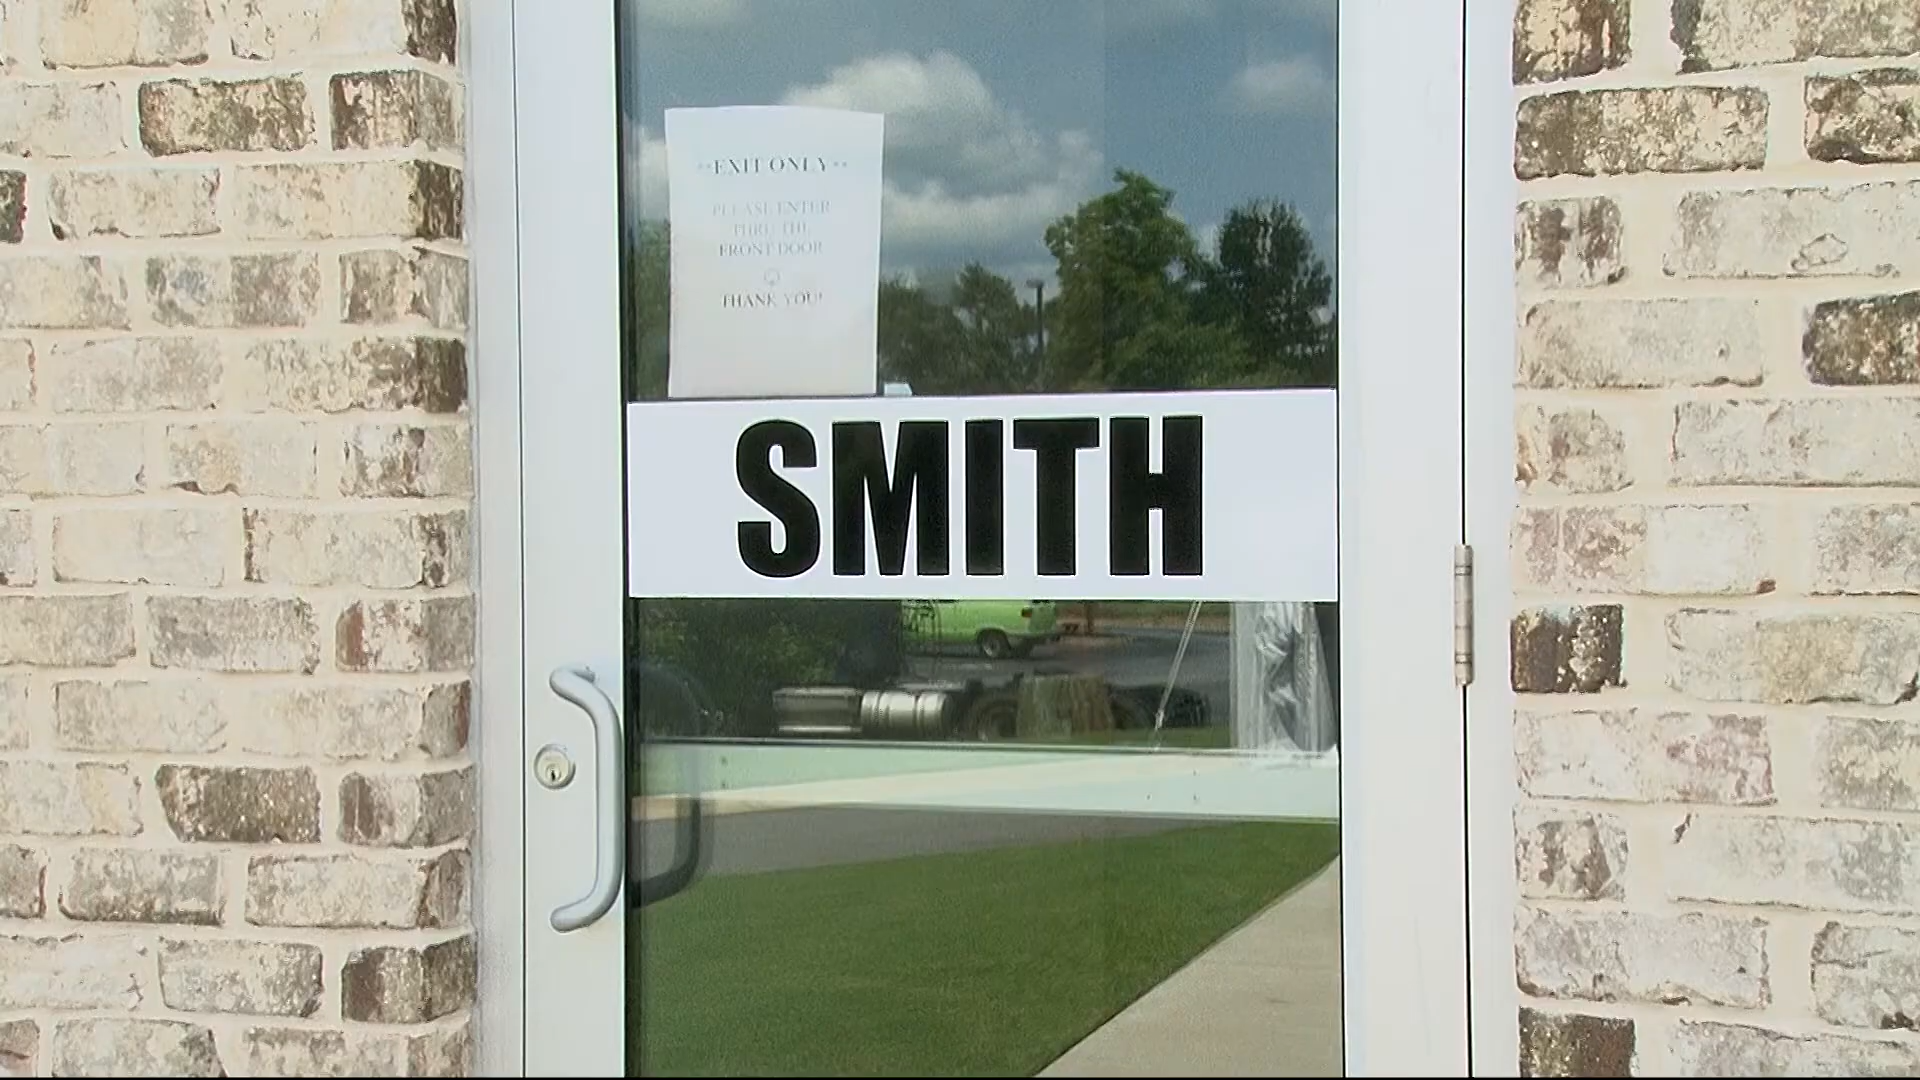 **EXIT ONLY**
PLEASE ENTER
THRU THE
FRONT DOOR
THANK YOU!
SMITH